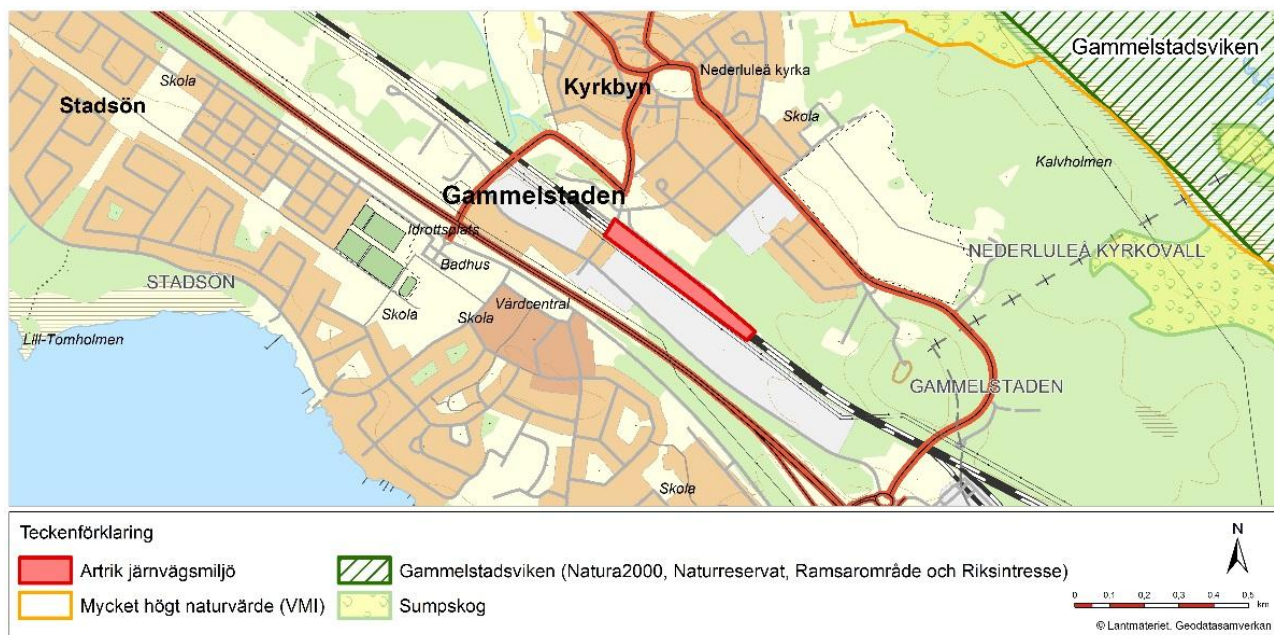 Gammelstadsviken
Nederluleå kyrka
Skola
Kyrkbyn
Stadsön
Skola
Kalvholmen
Gammelstaden
Idrottsplats
NEDERLULEÅ KYRKOVALL
Badhus
STADSÖN
Vårdcentral
Skola
Skola
Lill-Tornholmen
GAMMELSTADEN
Skola
Teckenförklaring
N
Artrik järnvägsmiljö
Gammelstadsviken (Natura2000, Naturreservat, Ramsarområde och Riksintresse)
Mycket högt naturvärde (VMI)
Sumpskog
0 0,1 0,2 0,3 0,4 0,5
km
© Lantmäteriet, Geodatasamverkan